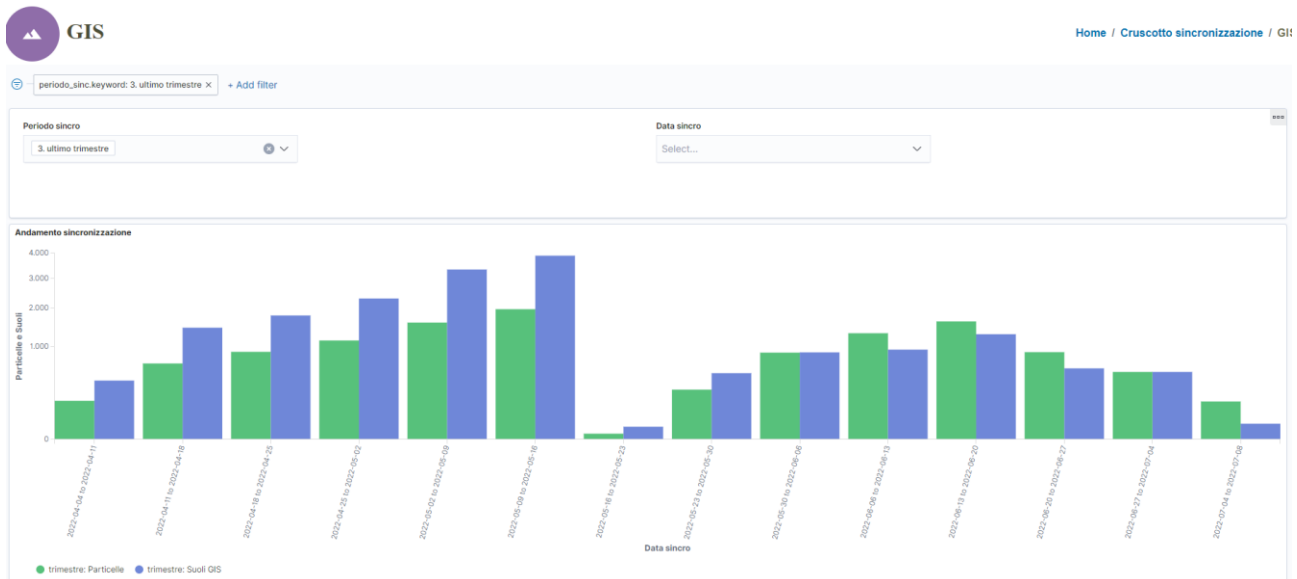 GIS
Home / Cruscotto sincronizzazione / GIS
periodo_sinc.keyword: 3. ultimo trimestre × + Add filter
Periodo sincro
Data sincro
3. ultimo trimestre
Select...
Andamento sincronizzazione
4.000
3.000
2.000
1.000
0
Particelle e Suoli
2022-04-04 to 2022-04-11
2022-04-11 to 2022-04-18
2022-04-18 to 2022-04-25
2022-04-25 to 2022-05-02
2022-05-02 to 2022-05-09
2022-05-09 to 2022-05-16
2022-05-16 to 2022-05-23
2022-05-23 to 2022-05-30
2022-05-30 to 2022-06-06
2022-06-06 to 2022-06-13
2022-06-13 to 2022-06-20
2022-06-20 to 2022-06-27
2022-06-27 to 2022-07-04
2022-07-04 to 2022-07-08
Data sincro
trimestre: Particelle trimestre: Suoli GIS